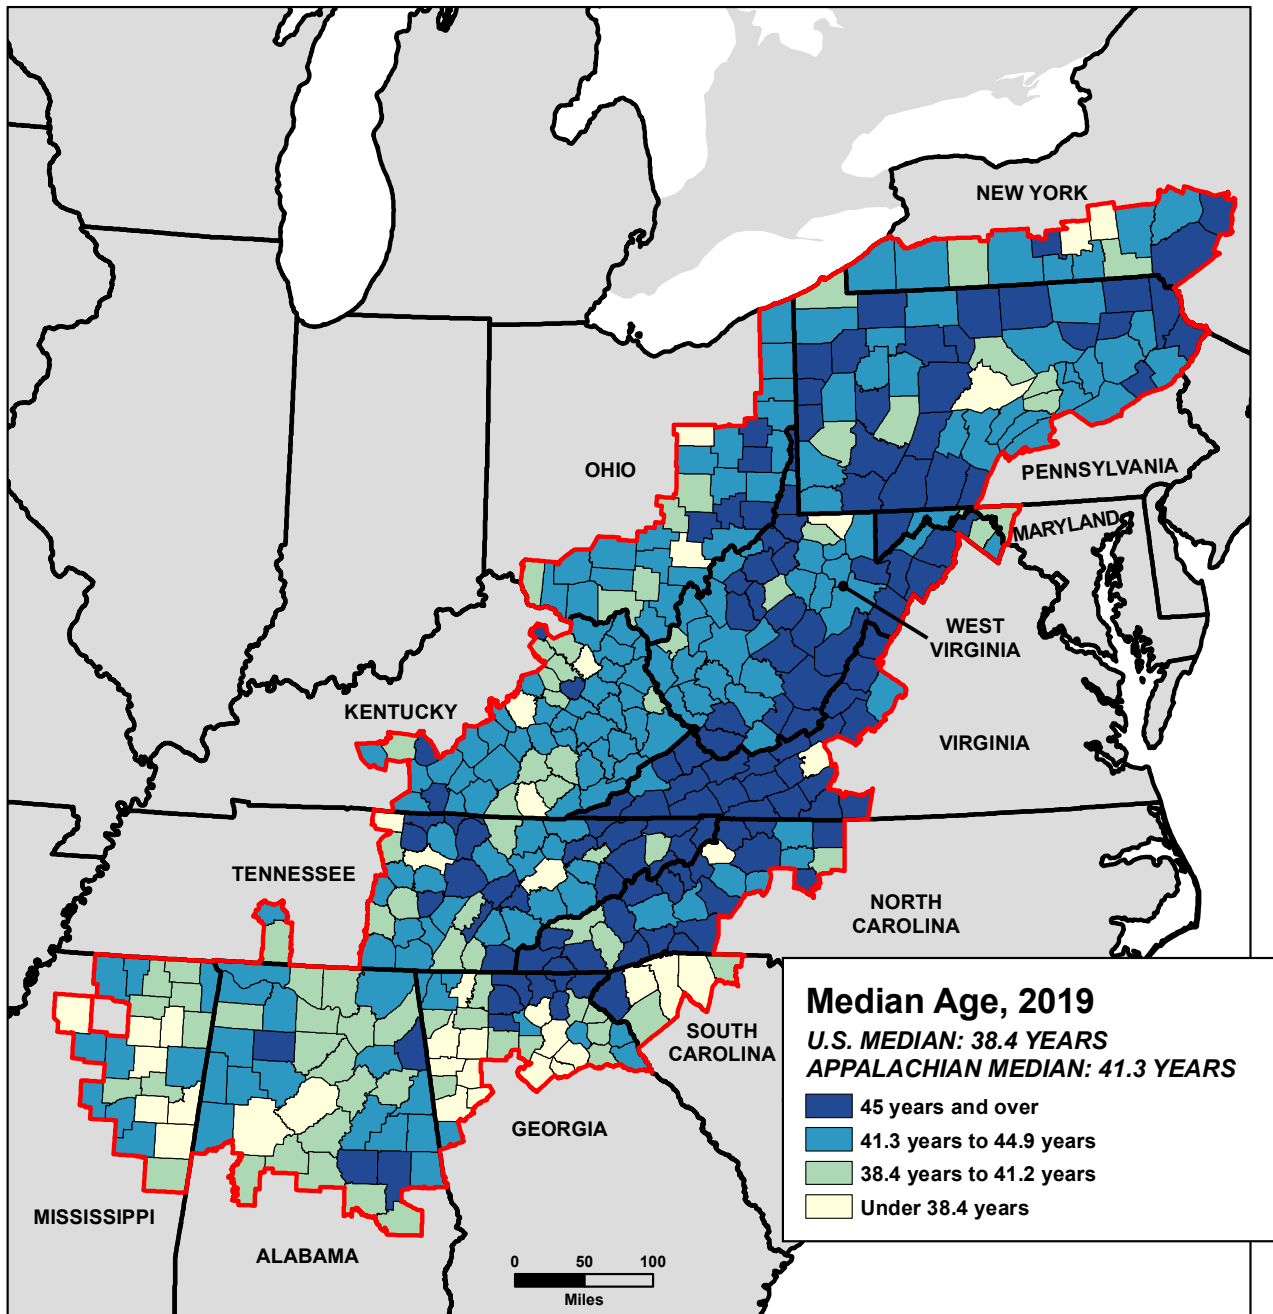 NEW YORK
OHIO
PENNSYLVANIA
MARYLAND
WEST
VIRGINIA
KENTUCKY
VIRGINIA
TENNESSEE
NORTH
CAROLINA
SOUTH
CAROLINA
GEORGIA
MISSISSIPPI
ALABAMA
Median Age, 2019
U.S. MEDIAN: 38.4 YEARS
APPALACHIAN MEDIAN: 41.3 YEARS
45 years and over
41.3 years to 44.9 years
38.4 years to 41.2 years
Under 38.4 years
0 50 100
Miles